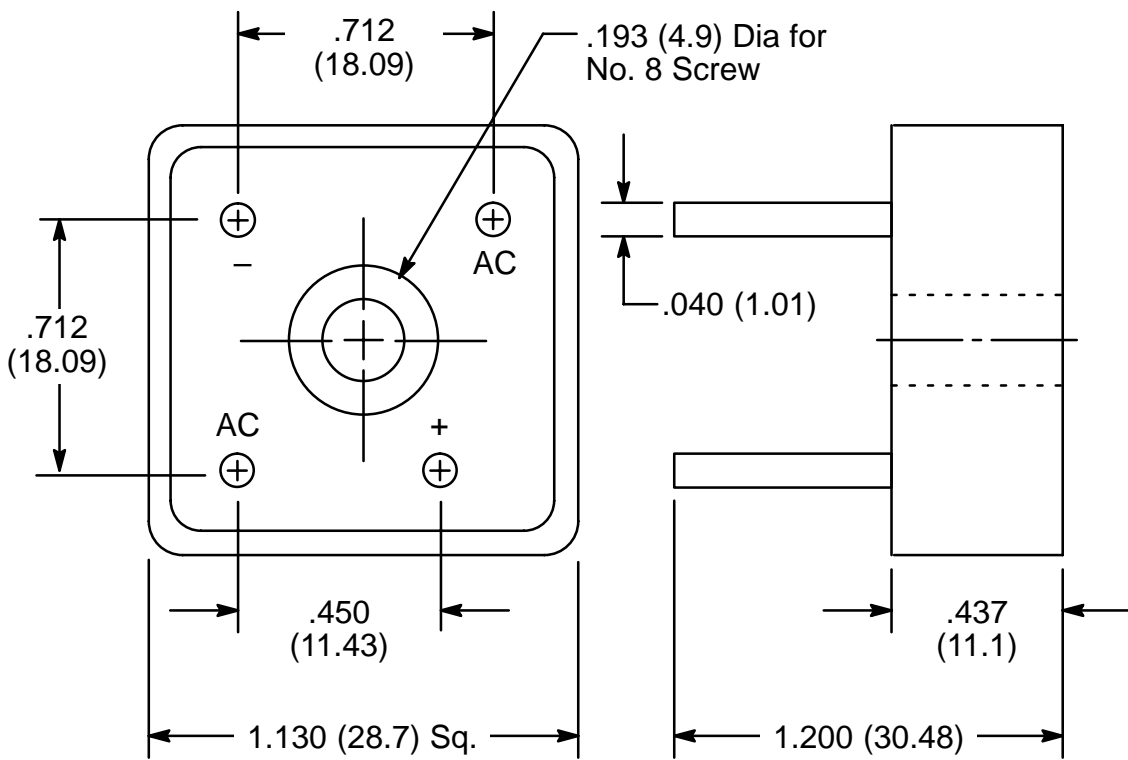 .712
(18.09)
.193 (4.9) Dia for
No. 8 Screw
–
AC
.712
(18.09)
.040 (1.01)
AC
+
.450
(11.43)
.437
(11.1)
1.130 (28.7) Sq.
1.200 (30.48)